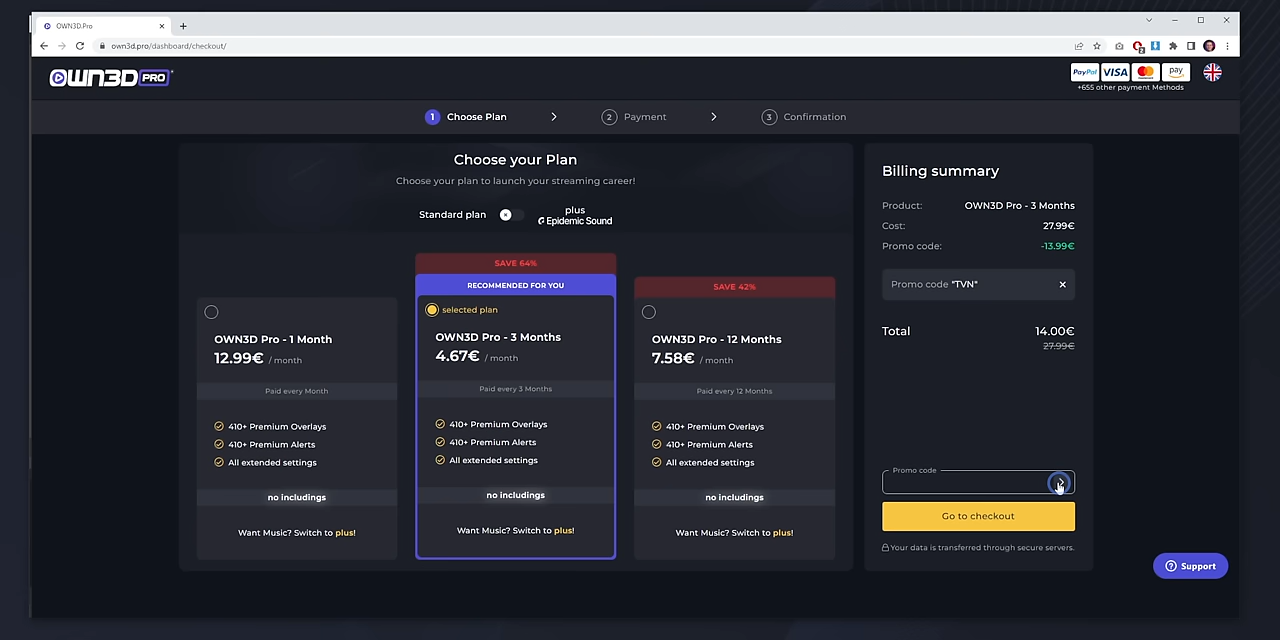 OWN3D.Pro
own3d.pro/dashboard/checkout/
OWN3D PRO
PayPal VISA mastercard pay
+655 other payment Methods
1 Choose Plan
2 Payment
3 Confirmation
Choose your Plan
Choose your plan to launch your streaming career!
Standard plan
plus
Epidemic Sound
OWN3D Pro - 1 Month
12.99€ / month
Paid every Month
410+ Premium Overlays
410+ Premium Alerts
All extended settings
no includings
Want Music? Switch to plus!
SAVE 64%
RECOMMENDED FOR YOU
selected plan
OWN3D Pro - 3 Months
4.67€ / month
Paid every 3 Months
410+ Premium Overlays
410+ Premium Alerts
All extended settings
no includings
Want Music? Switch to plus!
SAVE 42%
OWN3D Pro - 12 Months
7.58€ / month
Paid every 12 Months
410+ Premium Overlays
410+ Premium Alerts
All extended settings
no includings
Want Music? Switch to plus!
Billing summary
Product: OWN3D Pro - 3 Months
Cost: 27.99€
Promo code: -13.99€
Promo code "TVN"
Total 14.00€
27.99€
Promo code
Go to checkout
Your data is transferred through secure servers.
Support